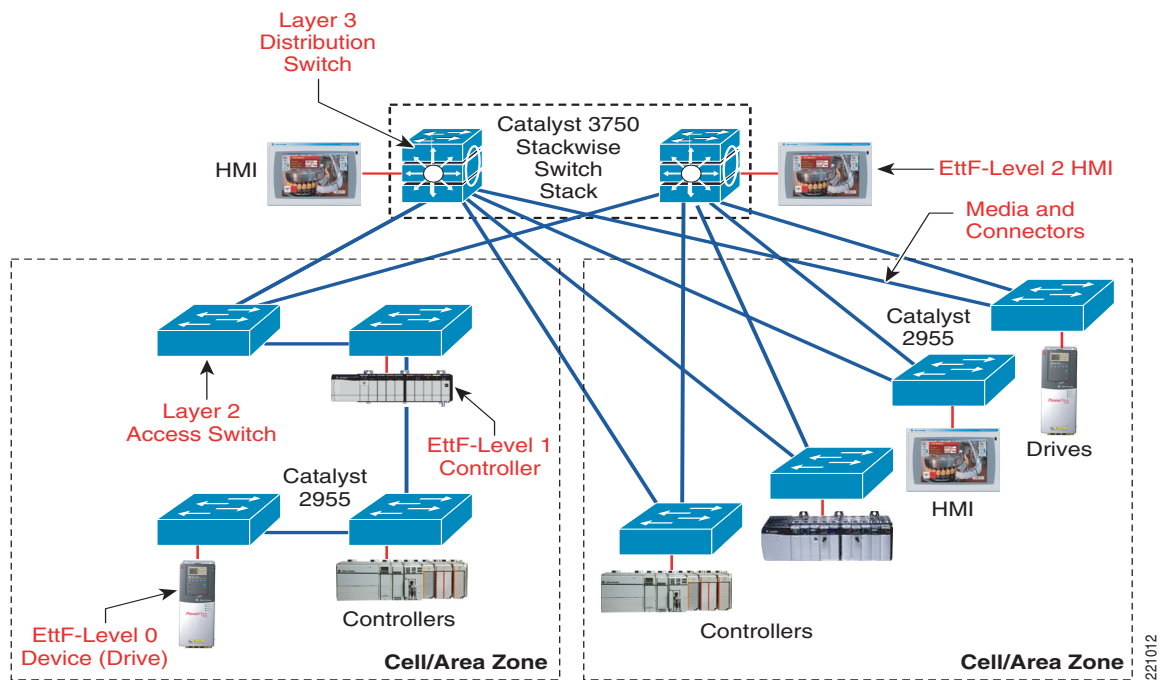 Layer 3
Distribution
Switch
HMI
Catalyst 3750
Stackwise
Switch
Stack
EttF-Level 2 HMI
Media and
Connectors
Catalyst
2955
Layer 2
Access Switch
EttF-Level 1
Controller
Drives
Catalyst
2955
HMI
Controllers
EttF-Level 0
Device (Drive)
Controllers
Cell/Area Zone
Cell/Area Zone
221012